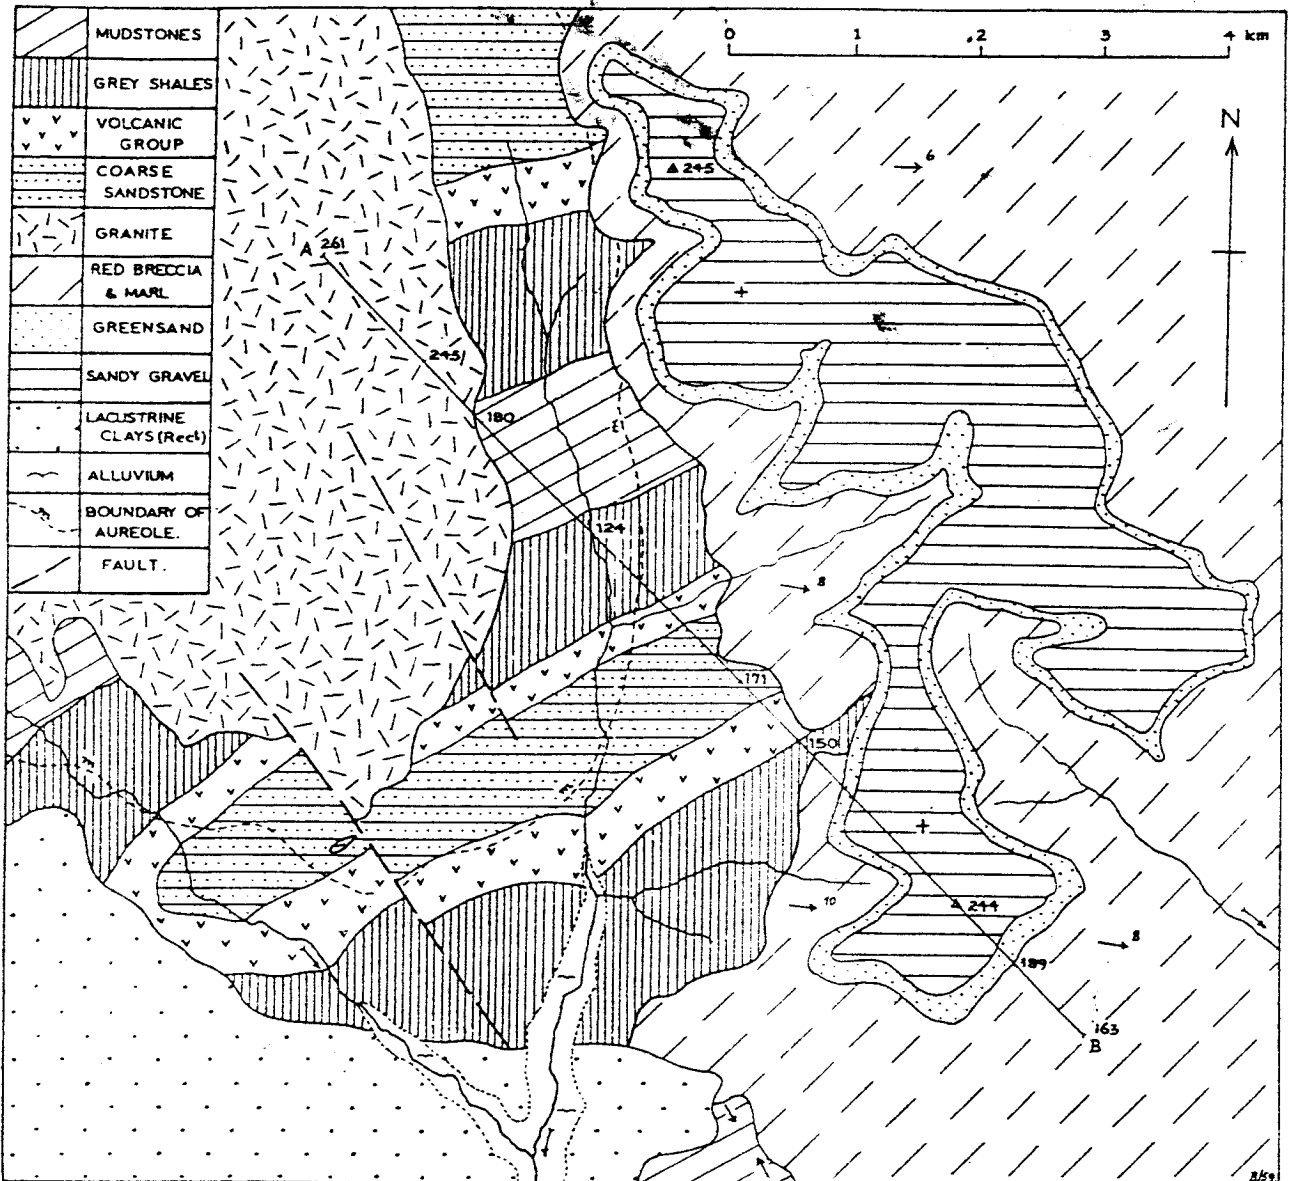 MUDSTONES
GREY SHALES
VOLCANIC
GROUP
COARSE
SANDSTONE
GRANITE
RED BRECCIA
& MARL
GREENSAND
SANDY GRAVEL
LACUSTRINE
CLAYS (Rect)
ALLUVIUM
BOUNDARY OF
AUREOLE.
FAULT.
0 1 2 3 4 km
N
6
245
A 261
245
180
124
8
171
150
10
244
8
189
163
B